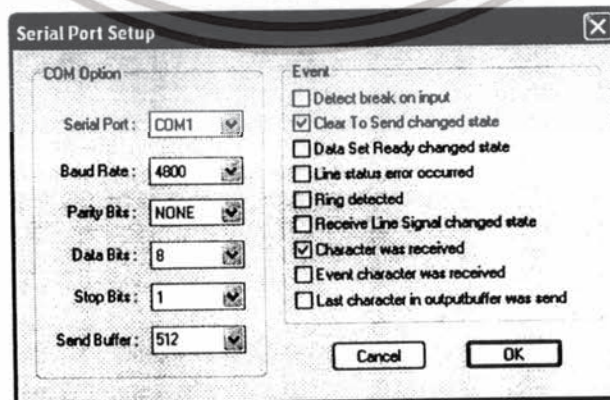 Serial Port Setup
COM Option
Serial Port : COM1
Baud Rate : 4800
Parity Bits : NONE
Data Bits : 8
Stop Bits : 1
Send Buffer : 512
Event
Detect break on input
Clear To Send changed state
Data Set Ready changed state
Line status error occurred
Ring detected
Receive Line Signal changed state
Character was received
Event character was received
Last character in outputbuffer was send
Cancel
OK